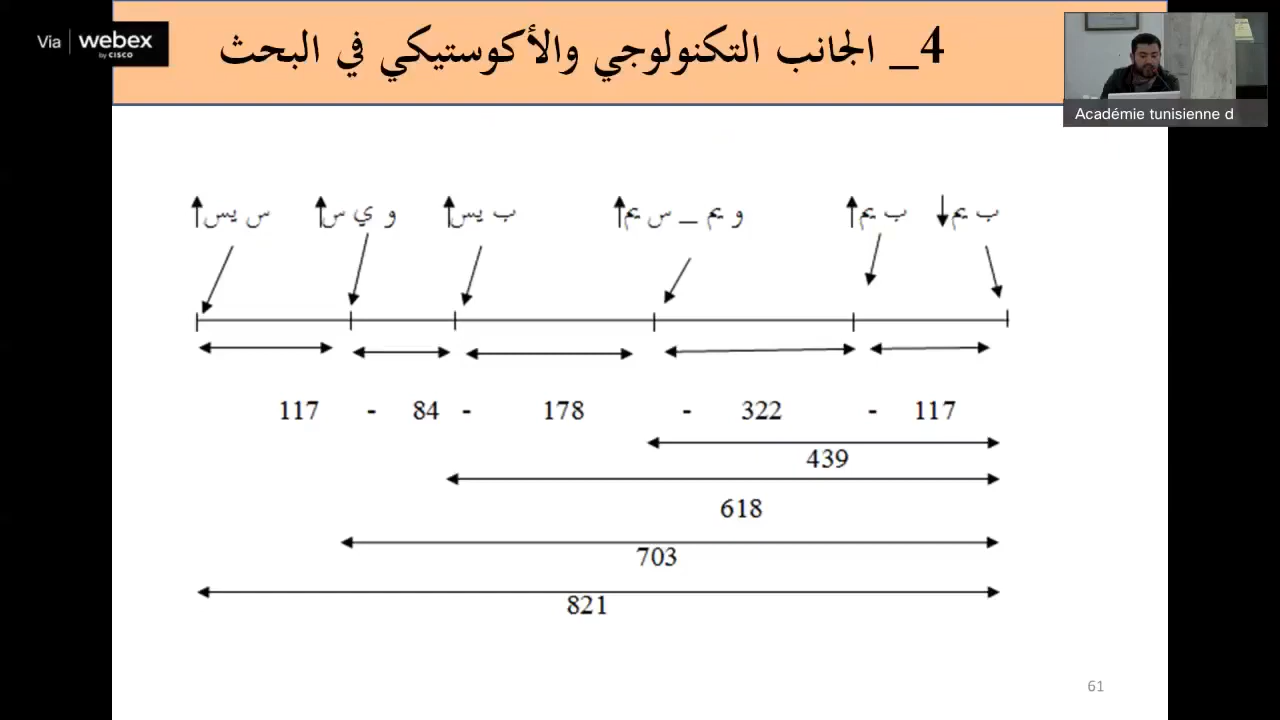 Via webex
by CISCO
4_ الجانب التكنولوجي والأكوستيكي في البحث
Académie tunisienne d
ب يم↓ ب يم↑ و يم _ س يم↑ ب يس↑ و ي س↑ س يس↑
117 - 84 - 178 - 322 - 117
439
618
703
821
61